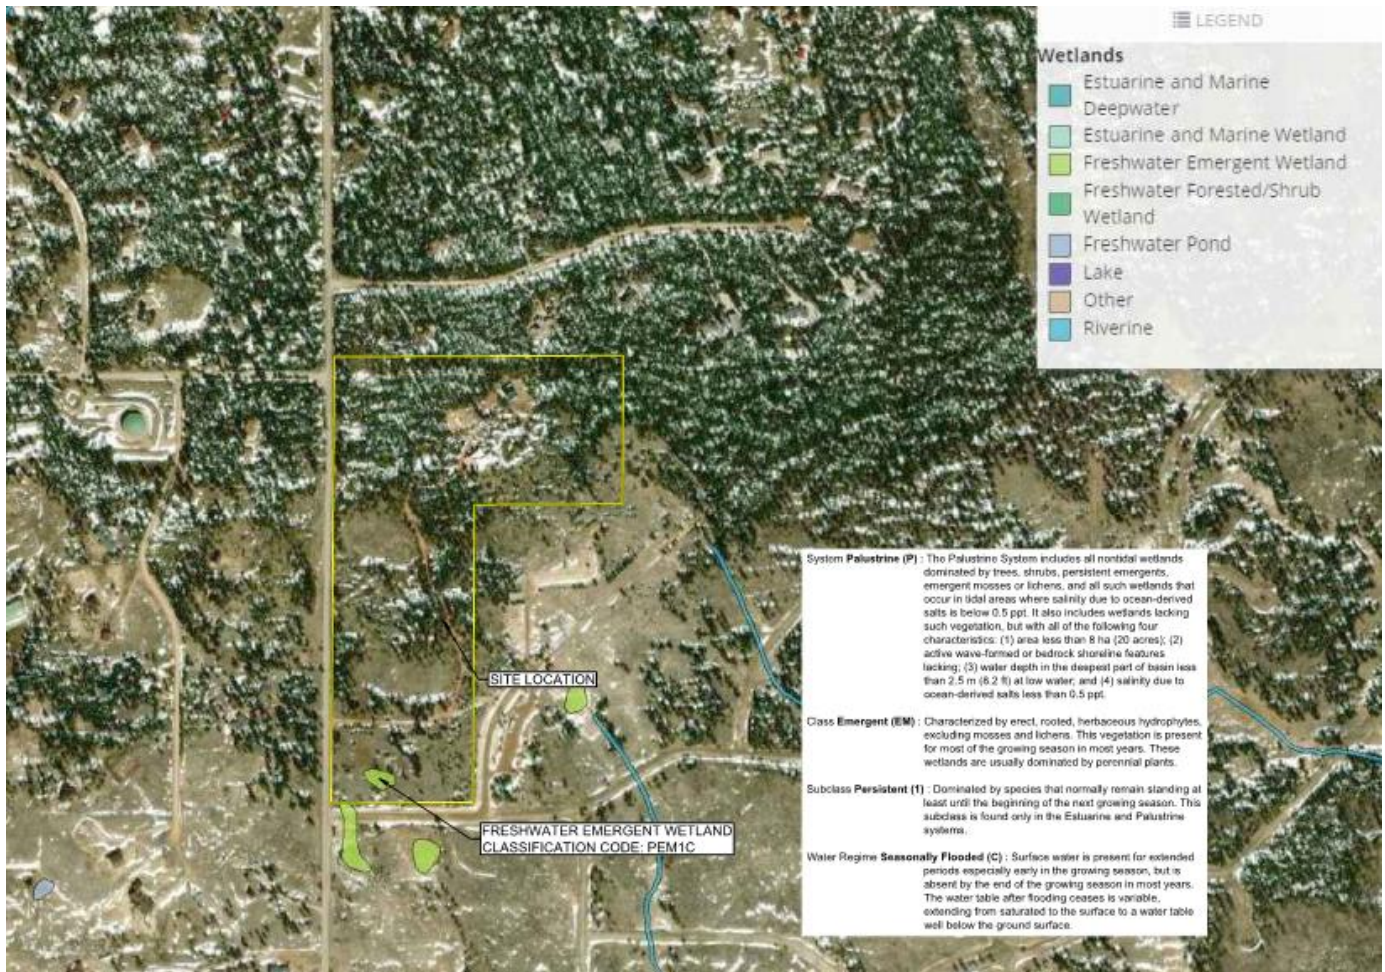 LEGEND
Wetlands
Estuarine and Marine
Deepwater
Estuarine and Marine Wetland
Freshwater Emergent Wetland
Freshwater Forested/Shrub
Wetland
Freshwater Pond
Lake
Other
Riverine
SITE LOCATION
FRESHWATER EMERGENT WETLAND
CLASSIFICATION CODE: PEM1C
System Palustrine (P) : The Palustrine System includes all nontidal wetlands
dominated by trees, shrubs, persistent emergents,
emergent mosses or lichens, and all such wetlands that
occur in tidal areas where salinity due to ocean-derived
salts is below 0.5 ppt. It also includes wetlands lacking
such vegetation, but with all of the following four
characteristics: (1) area less than 8 ha (20 acres); (2)
active wave-formed or bedrock shoreline features
lacking; (3) water depth in the deepest part of basin less
than 2.5 m (8.2 ft) at low water; and (4) salinity due to
ocean-derived salts less than 0.5 ppt.
Class Emergent (EM) : Characterized by erect, rooted, herbaceous hydrophytes,
excluding mosses and lichens. This vegetation is present
for most of the growing season in most years. These
wetlands are usually dominated by perennial plants.
Subclass Persistent (1) : Dominated by species that normally remain standing at
least until the beginning of the next growing season. This
subclass is found only in the Estuarine and Palustrine
systems.
Water Regime Seasonally Flooded (C) : Surface water is present for extended
periods especially early in the growing season, but is
absent by the end of the growing season in most years.
The water table after flooding ceases is variable,
extending from saturated to the surface to a water table
well below the ground surface.